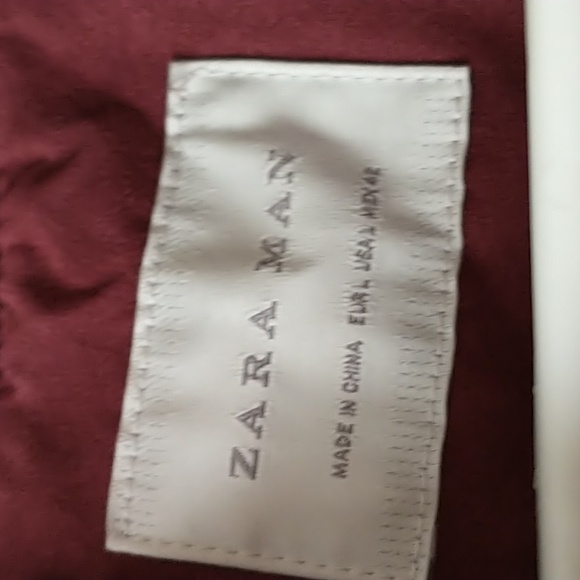 ZARA MAN
MADE IN CHINA EUR L USA L MEX 42